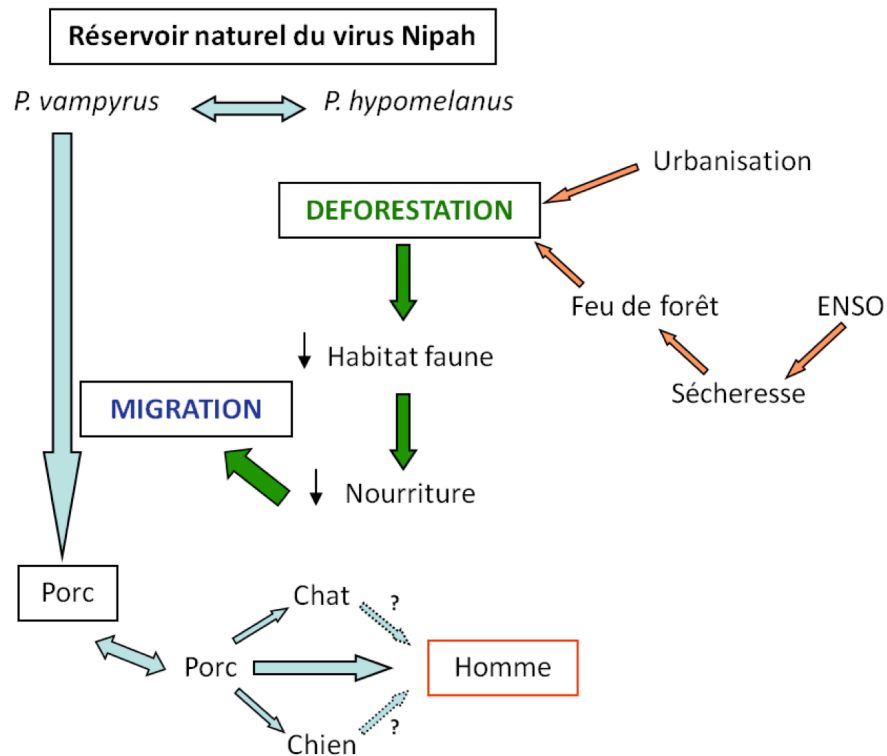 Réservoir naturel du virus Nipah
P. vampyrus
P. hypomelanus
Urbanisation
DEFORESTATION
Feu de forêt
ENSO
Habitat faune
Sécheresse
MIGRATION
Nourriture
Porc
Chat
?
Porc
Homme
?
Chien